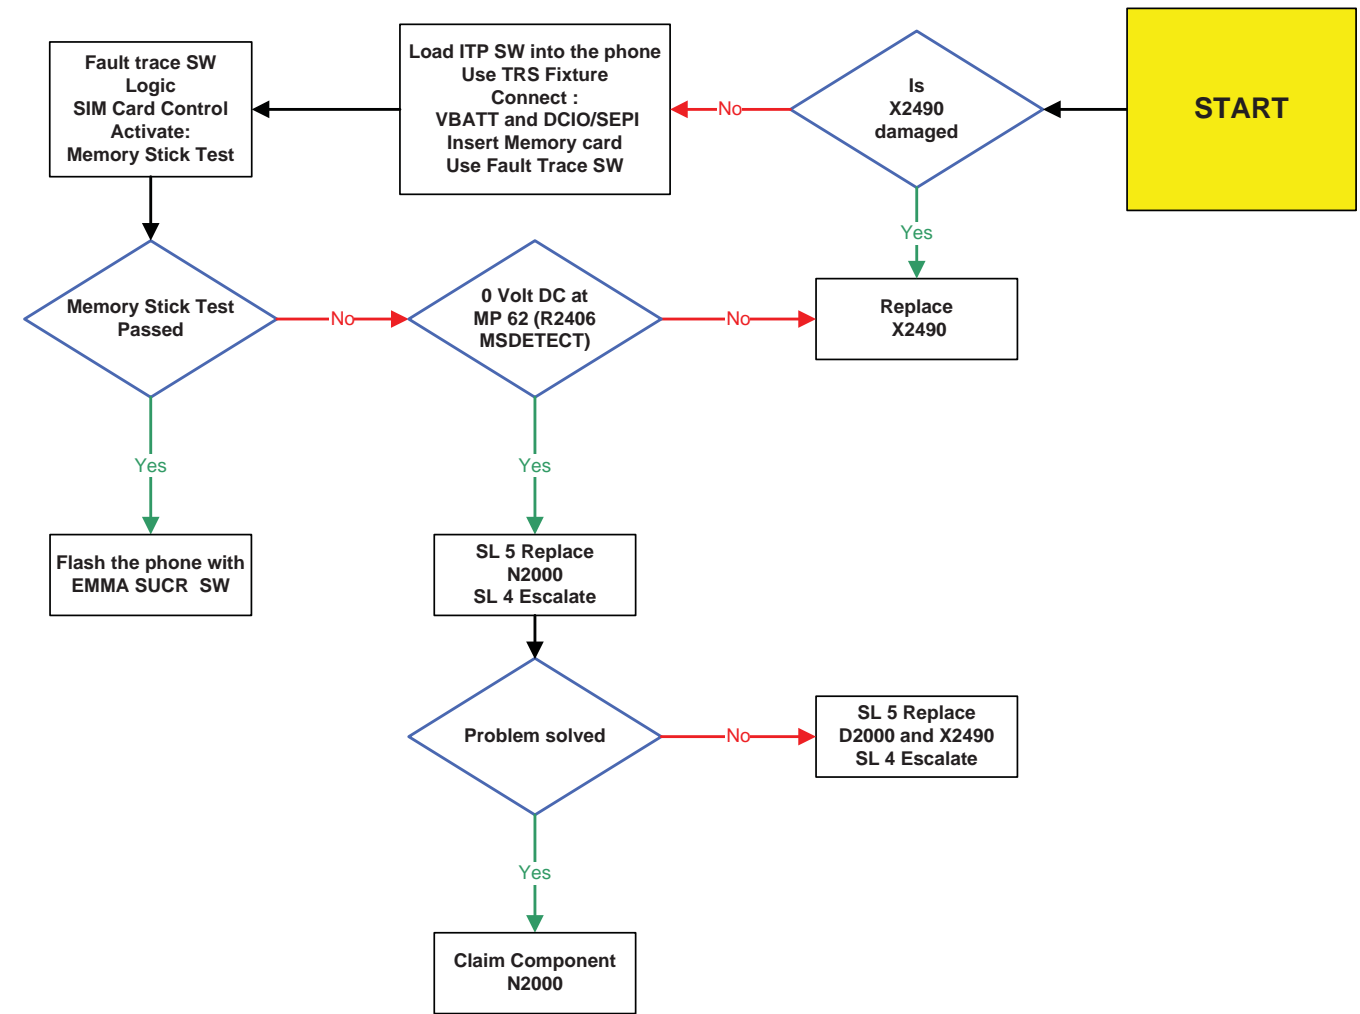 START
Is
X2490
damaged
No
Yes
Load ITP SW into the phone
Use TRS Fixture
Connect :
VBATT and DCIO/SEPI
Insert Memory card
Use Fault Trace SW
Fault trace SW
Logic
SIM Card Control
Activate:
Memory Stick Test
Memory Stick Test
Passed
No
Yes
0 Volt DC at
MP 62 (R2406
MSDETECT)
No
Yes
Replace
X2490
Flash the phone with
EMMA SUCR  SW
SL 5 Replace
N2000
SL 4 Escalate
Problem solved
No
Yes
SL 5 Replace
D2000 and X2490
SL 4 Escalate
Claim Component
N2000